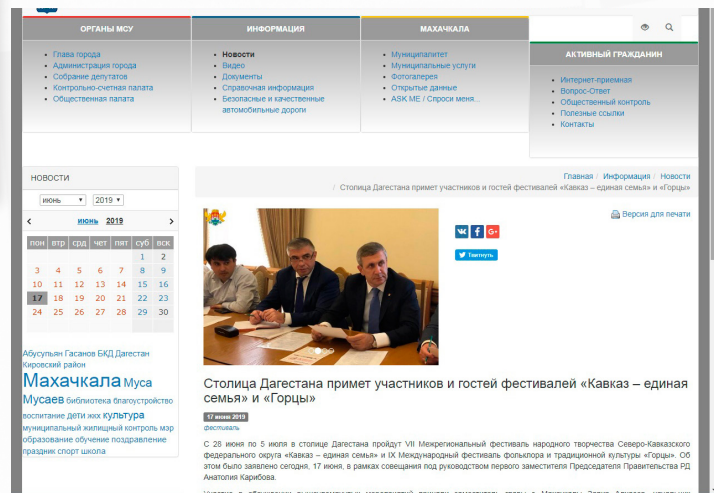 ОРГАНЫ МСУ
Глава города
Администрация города
Собрание депутатов
Контрольно-счетная палата
Общественная палата
ИНФОРМАЦИЯ
Новости
Видео
Документы
Справочная информация
Безопасные и качественные
автомобильные дороги
МАХАЧКАЛА
Муниципалитет
Муниципальные услуги
Фотогалерея
Открытые данные
ASK ME / Спроси меня...
АКТИВНЫЙ ГРАЖДАНИН
Интернет-приемная
Вопрос-Ответ
Общественный контроль
Полезные ссылки
Контакты
НОВОСТИ
июнь 2019
июнь 2019
пон втр срд чет пят суб вск
1 2
3 4 5 6 7 8 9
10 11 12 13 14 15 16
17 18 19 20 21 22 23
24 25 26 27 28 29 30
Абусупьян Гасанов БКД Дагестан
Кировский район
Махачкала Муса
Мусаев библиотека благоустройство
воспитание дети жкх культура
муниципальный жилищный контроль мэр
образование обучение поздравление
праздник спорт школа
Главная / Информация / Новости
/ Столица Дагестана примет участников и гостей фестивалей «Кавказ – единая семья» и «Горцы»
Версия для печати
G+
Твитнуть
Столица Дагестана примет участников и гостей фестивалей «Кавказ – единая
семья» и «Горцы»
17 июня 2019
фестиваль
С 28 июня по 5 июля в столице Дагестана пройдут VII Межрегиональный фестиваль народного творчества Северо-Кавказского
федерального округа «Кавказ – единая семья» и IX Международный фестиваль фольклора и традиционной культуры «Горцы». Об
этом было заявлено сегодня, 17 июня, в рамках совещания под руководством первого заместителя Председателя Правительства РД
Анатолия Карибова.